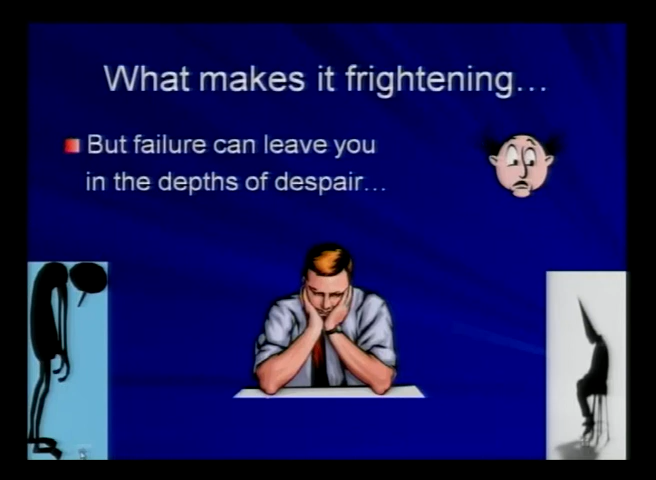 What makes it frightening…
But failure can leave you
in the depths of despair…